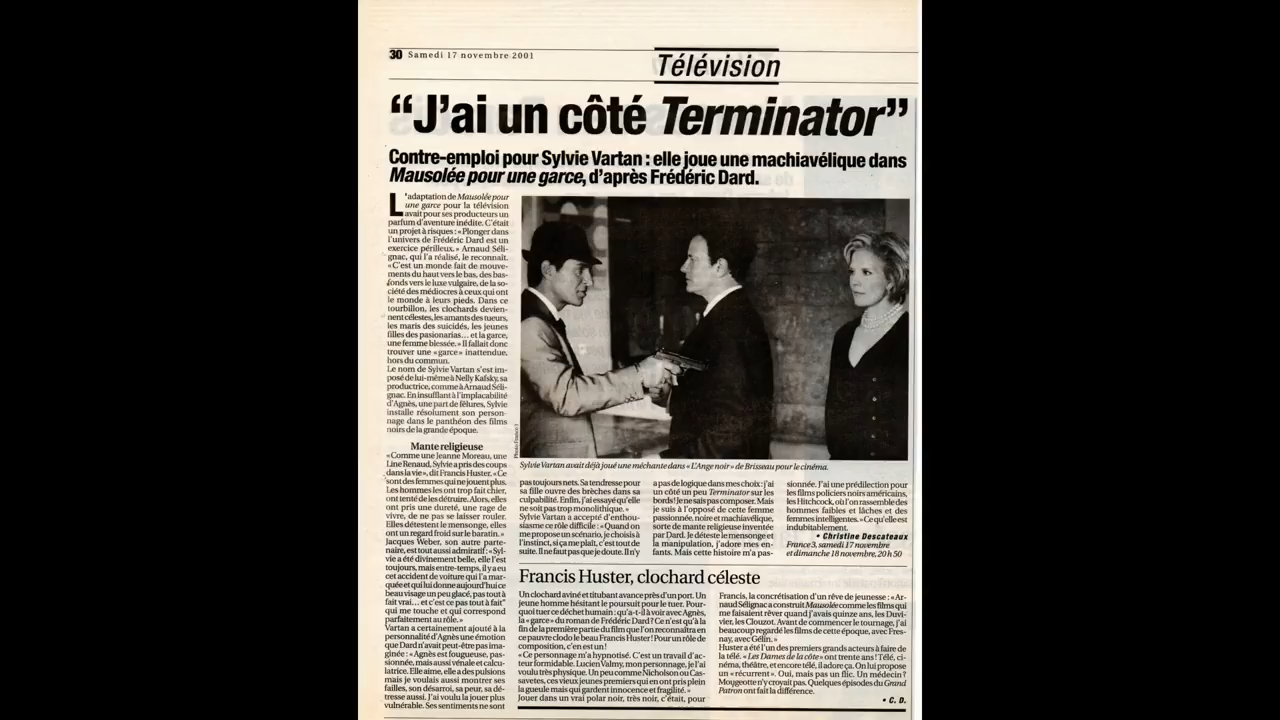 30 Samedi 17 novembre 2001
Télévision
“J’ai un côté Terminator”
Contre-emploi pour Sylvie Vartan : elle joue une machiavélique dans
Mausolée pour une garce, d’après Frédéric Dard.
L’adaptation de Mausolée pour
une garce pour la télévision
avait pour ses producteurs un
parfum d’aventure inédite. C’était
un projet à risques : « Plonger dans
l’univers de Frédéric Dard est un
exercice périlleux. » Arnaud Séli-
gnac, qui l’a réalisé, le reconnaît.
« C’est un monde fait de mouve-
ments du haut vers le bas, des bas-
fonds vers le luxe vulgaire, de la so-
ciété des médiocres à ceux qui ont
le monde à leurs pieds. Dans ce
tourbillon, les clochards devien-
nent célestes, les amants des tueurs,
les maris des suicidés, les jeunes
filles des pasionarias... et la garce,
une femme blessée. » Il fallait donc
trouver une « garce » inattendue,
hors du commun.
Le nom de Sylvie Vartan s’est im-
posé de lui-même à Nelly Kafsky, sa
productrice, comme à Arnaud Séli-
gnac. En insufflant à l’implacabilité
d’Agnès, une part de fêlures, Sylvie
installe résolument son person-
nage dans le panthéon des films
noirs de la grande époque.
Mante religieuse
« Comme une Jeanne Moreau, une
Line Renaud, Sylvie a pris des coups
dans la vie », dit Francis Huster. « Ce
sont des femmes qui ne jouent plus.
Les hommes les ont trop fait chier,
ont tenté de les détruire. Alors, elles
ont pris une dureté, une rage de
vivre, de ne pas se laisser rouler.
Elles détestent le mensonge, elles
ont un regard froid sur le baratin. »
Jacques Weber, son autre parte-
naire, est tout aussi admiratif : « Syl-
vie a été divinement belle, elle l’est
toujours, mais entre-temps, il y a eu
cet accident de voiture qui l’a mar-
quée et qui lui donne aujourd’hui ce
beau visage un peu glacé, pas tout à
fait vrai... et c’est ce pas tout à fait"
qui me touche et qui correspond
parfaitement au rôle. »
Vartan a certainement ajouté à la
personnalité d’Agnès une émotion
que Dard n’avait peut-être pas ima-
ginée : « Agnès est fougueuse, pas-
sionnée, mais aussi vénale et calcu-
latrice. Elle aime, elle a des pulsions
mais je voulais aussi montrer ses
failles, son désarroi, sa peur, sa dé-
tresse aussi. J’ai voulu la jouer plus
vulnérable. Ses sentiments ne sont
Photo France 3
Sylvie Vartan avait déjà joué une méchante dans « L’Ange noir » de Brisseau pour le cinéma.
pas toujours nets. Sa tendresse pour
sa fille ouvre des brèches dans sa
culpabilité. Enfin, j’ai essayé qu’elle
ne soit pas trop monolithique. »
Sylvie Vartan a accepté d’enthou-
siasme ce rôle difficile : « Quand on
me propose un scénario, je choisis à
l’instinct, si ça me plaît, c’est tout de
suite. Il ne faut pas que je doute. Il n’y
a pas de logique dans mes choix : j’ai
un côté un peu Terminator sur les
bords ! Je ne sais pas composer. Mais
je suis à l’opposé de cette femme
passionnée, noire et machiavélique,
sorte de mante religieuse inventée
par Dard. Je déteste le mensonge et
la manipulation, j’adore mes en-
fants. Mais cette histoire m’a pas-
sionnée. J’ai une prédilection pour
les films policiers noirs américains,
les Hitchcock, où l’on rassemble des
hommes faibles et lâches et des
femmes intelligentes. » Ce qu’elle est
indubitablement.
• Christine Descateaux
France 3, samedi 17 novembre
et dimanche 18 novembre, 20 h 50
Francis Huster, clochard céleste
Un clochard aviné et titubant avance près d’un port. Un
jeune homme hésitant le poursuit pour le tuer. Pour-
quoi tuer ce déchet humain : qu’a-t-il à voir avec Agnès,
la « garce » du roman de Frédéric Dard ? Ce n’est qu’à la
fin de la première partie du film que l’on reconnaîtra en
ce pauvre clodo le beau Francis Huster ! Pour un rôle de
composition, c’en est un !
« Ce personnage m’a hypnotisé. C’est un travail d’ac-
teur formidable. Lucien Valmy, mon personnage, je l’ai
voulu très physique. Un peu comme Nicholson ou Cas-
savetes, ces vieux jeunes premiers qui en ont pris plein
la gueule mais qui gardent innocence et fragilité. »
Jouer dans un vrai polar noir, très noir, c’était, pour
Francis, la concrétisation d’un rêve de jeunesse : « Ar-
naud Sélignac a construit Mausolée comme les films qui
me faisaient rêver quand j’avais quinze ans, les Duvi-
vier, les Clouzot. Avant de commencer le tournage, j’ai
beaucoup regardé les films de cette époque, avec Fres-
nay, avec Gélin. »
Huster a été l’un des premiers grands acteurs à faire de
la télé. « Les Dames de la côte » ont trente ans ! Télé, ci-
néma, théâtre, et encore télé, il adore ça. On lui propose
un « récurrent ». Oui, mais pas un flic. Un médecin ?
Mougeotte n’y croyait pas. Quelques épisodes du Grand
Patron ont fait la différence.
• C. D.